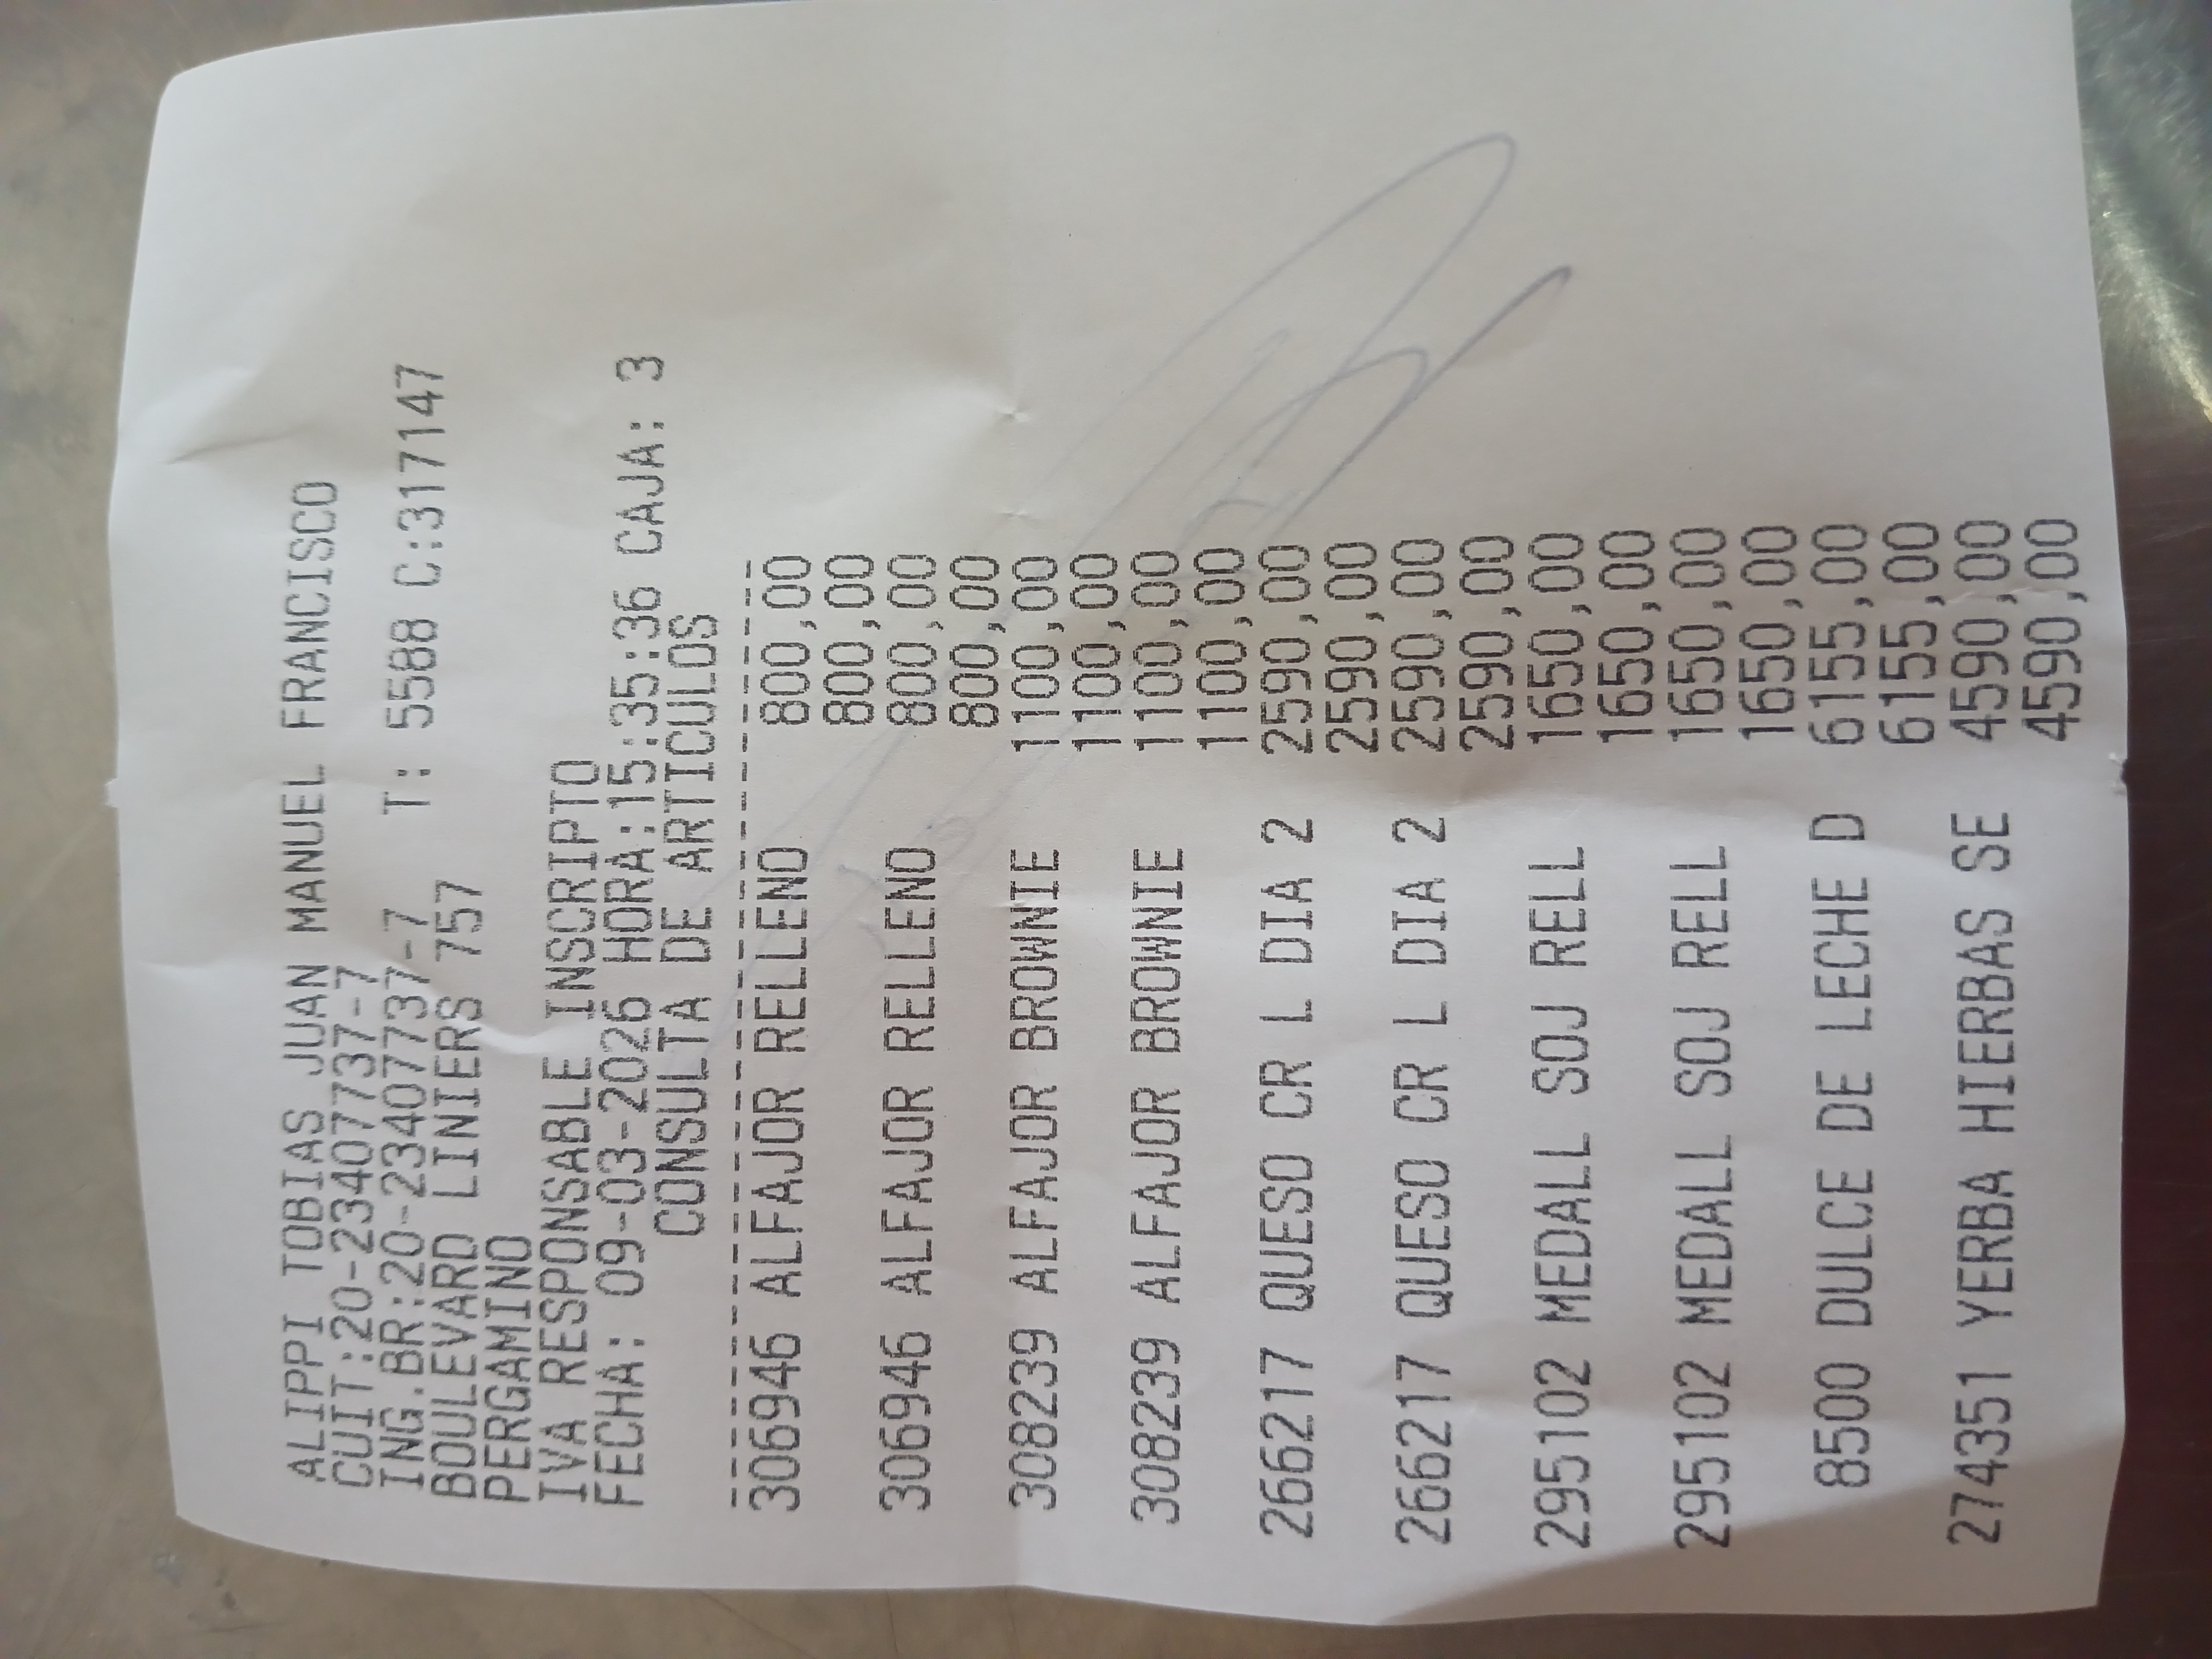 ALIPPI TOBIAS JUAN MANUEL FRANCISCO
CUIT:20-23407737-7
ING.BR:20-23407737-7 T: 5588 C:317147
BOULEVARD LINIERS 757
PERGAMINO
IVA RESPONSABLE INSCRIPTO
FECHA: 09-03-2026 HORA:15:35:36 CAJA: 3
CONSULTA DE ARTICULOS
306946 ALFAJOR RELLENO 800,00
800,00
306946 ALFAJOR RELLENO 800,00
800,00
308239 ALFAJOR BROWNIE 1100,00
1100,00
308239 ALFAJOR BROWNIE 1100,00
1100,00
266217 QUESO CR L DIA 2 2590,00
2590,00
266217 QUESO CR L DIA 2 2590,00
2590,00
295102 MEDALL SOJ RELL 1650,00
1650,00
295102 MEDALL SOJ RELL 1650,00
1650,00
8500 DULCE DE LECHE D 6155,00
6155,00
274351 YERBA HIERBAS SE 4590,00
4590,00